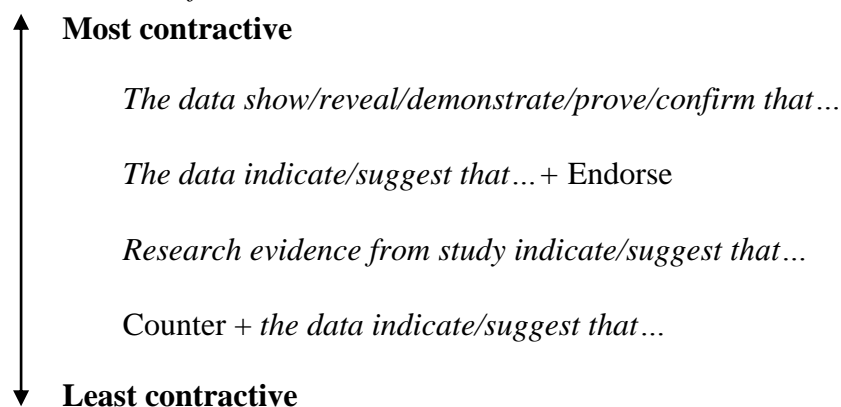 Most contractive
The data show/reveal/demonstrate/prove/confirm that…
The data indicate/suggest that…+ Endorse
Research evidence from study indicate/suggest that…
Counter + the data indicate/suggest that…
Least contractive